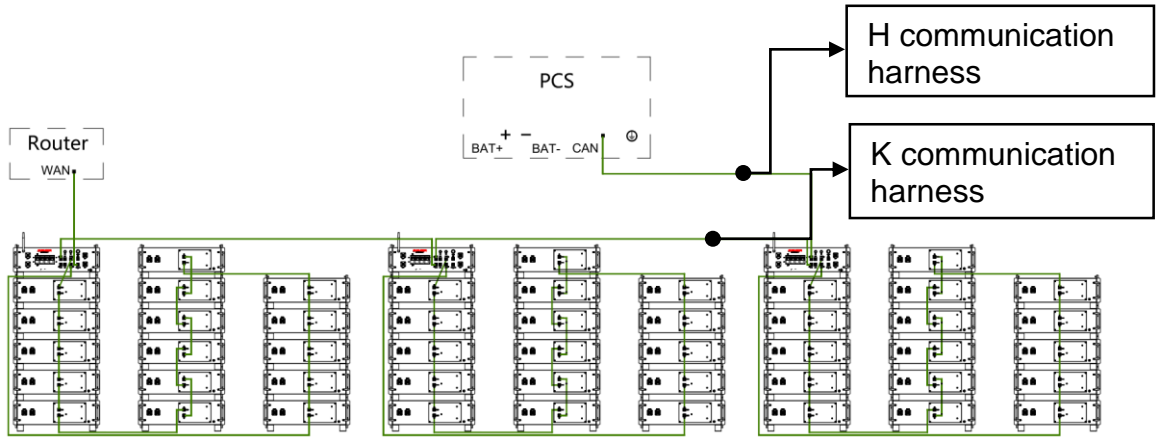 H communication
harness
PCS
BAT+ + − BAT- CAN
Router
WAN
K communication
harness